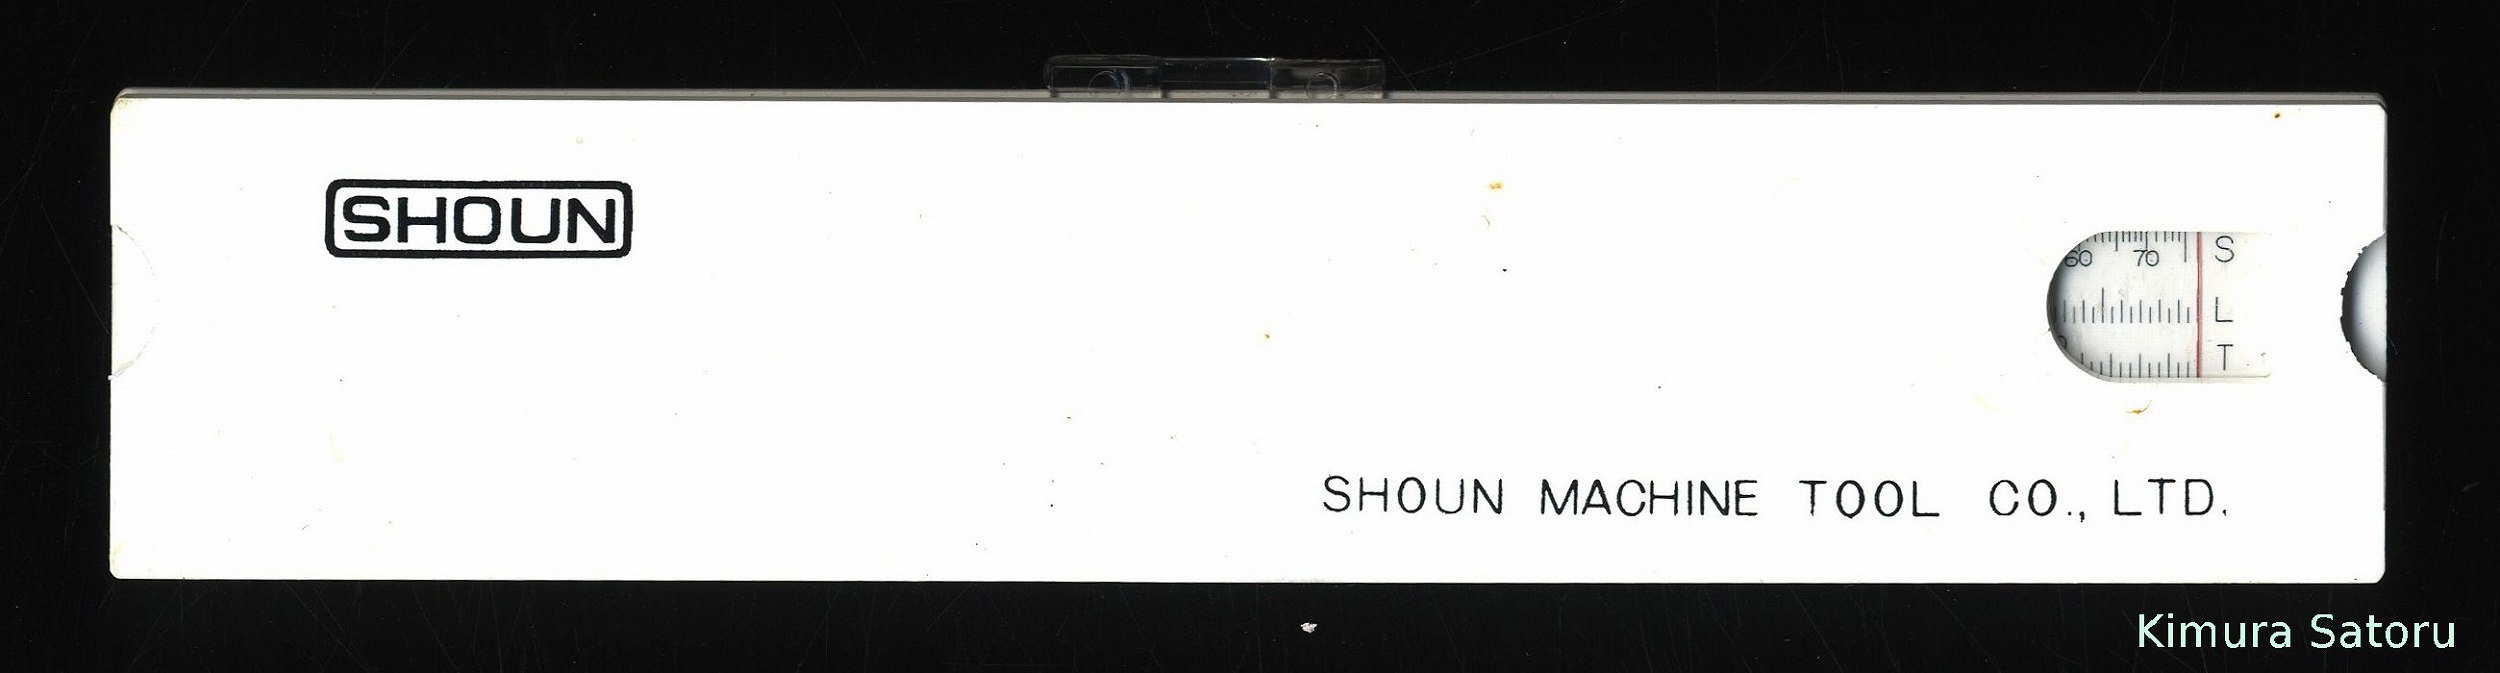 SHOUN
60 70 S
L
T
SHOUN MACHINE TOOL CO., LTD.
Kimura Satoru